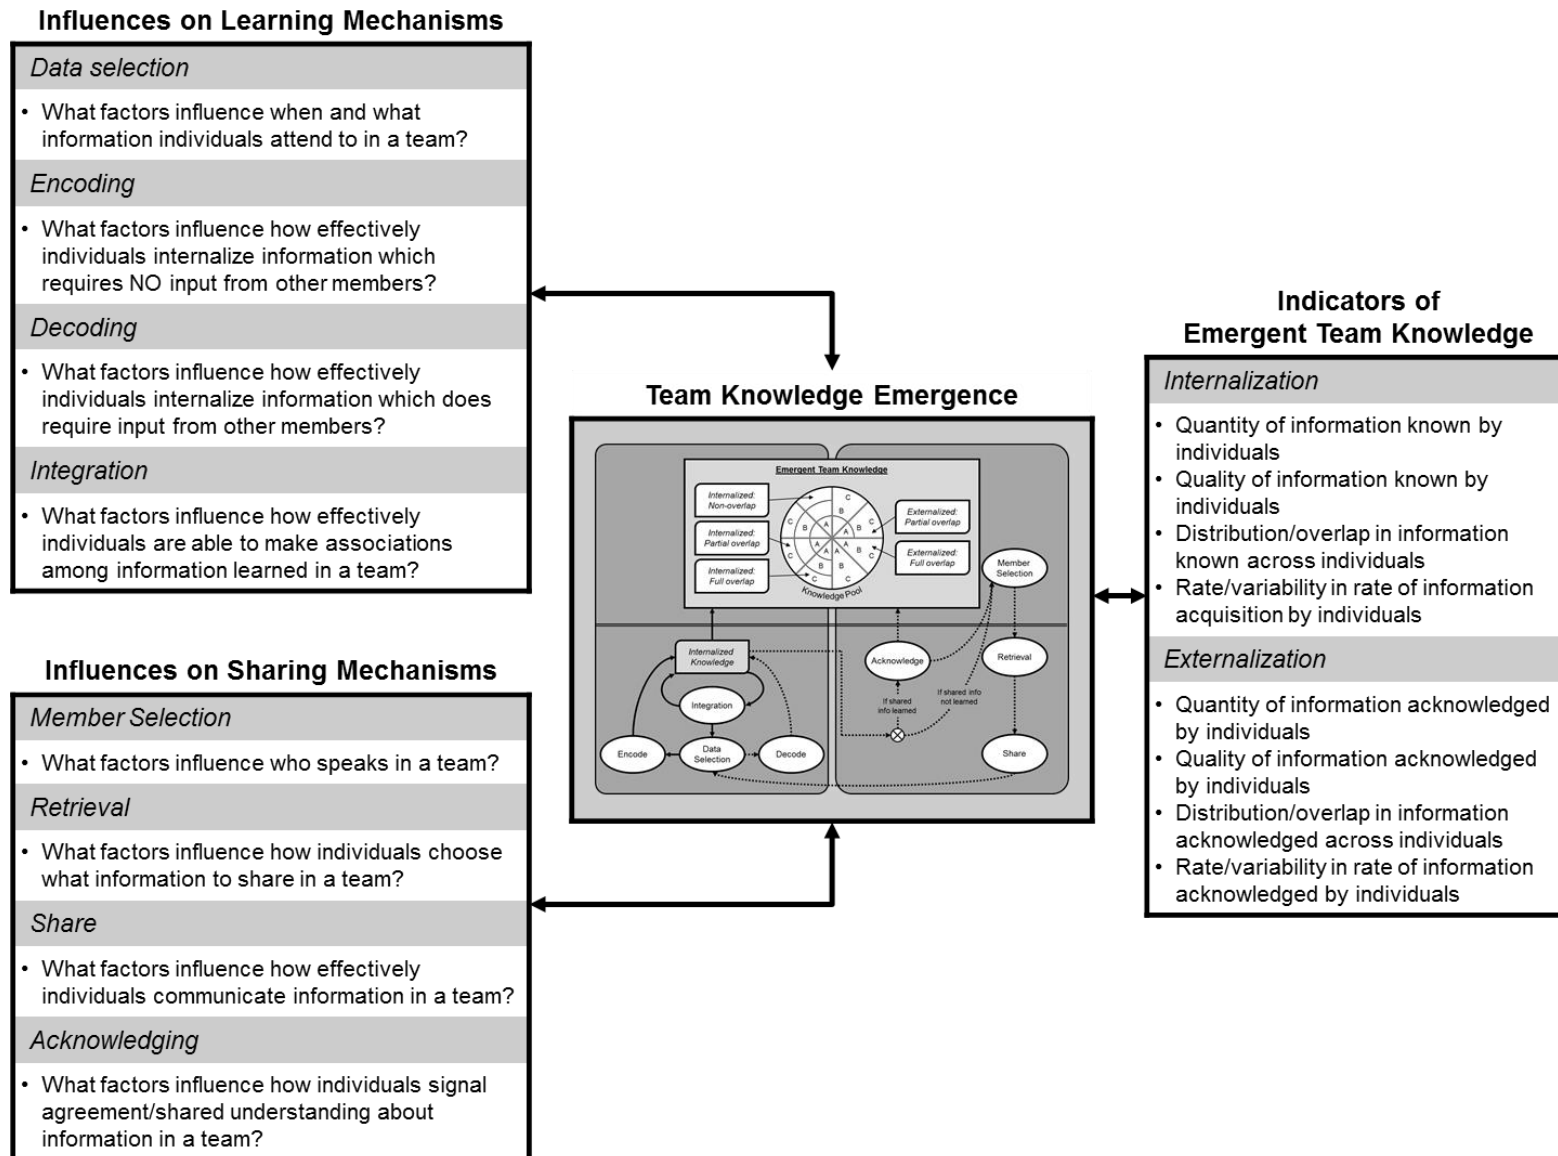 Influences on Learning Mechanisms
Data selection
• What factors influence when and what
information individuals attend to in a team?
Encoding
• What factors influence how effectively
individuals internalize information which
requires NO input from other members?
Decoding
• What factors influence how effectively
individuals internalize information which does
require input from other members?
Integration
• What factors influence how effectively
individuals are able to make associations
among information learned in a team?
Influences on Sharing Mechanisms
Member Selection
• What factors influence who speaks in a team?
Retrieval
• What factors influence how individuals choose
what information to share in a team?
Share
• What factors influence how effectively
individuals communicate information in a team?
Acknowledging
• What factors influence how individuals signal
agreement/shared understanding about
information in a team?
Team Knowledge Emergence
Emergent Team Knowledge
Internalized:
Non-overlap
Internalized:
Partial overlap
Internalized:
Full overlap
C
C
B
B
C
B
A
A
B
C
A
A
A
A
C
A
A
B
C
B
B
C
C
Externalized:
Partial overlap
Externalized:
Full overlap
Knowledge Pool
Member
Selection
Internalized
Knowledge
Acknowledge
Retrieval
If shared
info learned
If shared info
not learned
Integration
Encode
Data
Selection
Decode
Share
Indicators of
Emergent Team Knowledge
Internalization
• Quantity of information known by
individuals
• Quality of information known by
individuals
• Distribution/overlap in information
known across individuals
• Rate/variability in rate of information
acquisition by individuals
Externalization
• Quantity of information acknowledged
by individuals
• Quality of information acknowledged
by individuals
• Distribution/overlap in information
acknowledged across individuals
• Rate/variability in rate of information
acknowledged by individuals